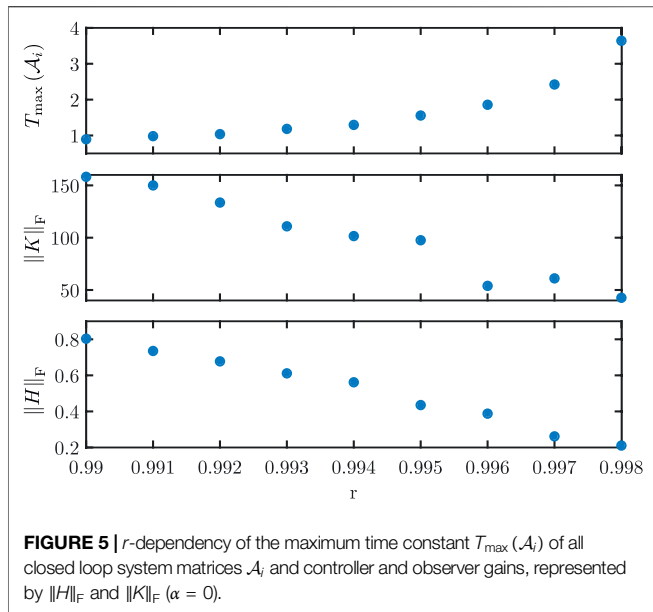 4
3
2
1
T_max (𝒜_i)
150
100
50
‖K‖_F
0.8
0.6
0.4
0.2
‖H‖_F
0.99 0.991 0.992 0.993 0.994 0.995 0.996 0.997 0.998
r
FIGURE 5 | r-dependency of the maximum time constant T_max (𝒜_i) of all
closed loop system matrices 𝒜_i and controller and observer gains, represented
by ‖H‖_F and ‖K‖_F (α = 0).